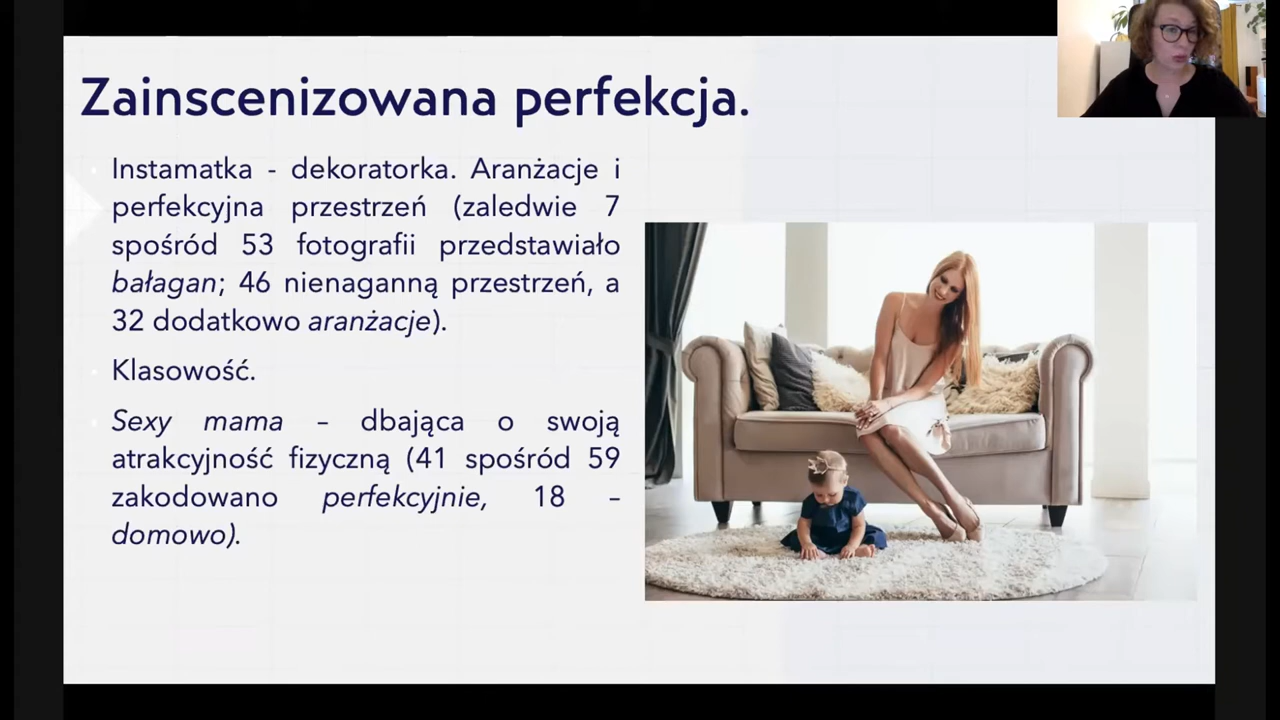 Zainscenizowana perfekcja.
Instamatka - dekoratorka. Aranżacje i
perfekcyjna przestrzeń (zaledwie 7
spośród 53 fotografii przedstawiało
bałagan; 46 nienaganną przestrzeń, a
32 dodatkowo aranżacje).
Klasowość.
Sexy mama – dbająca o swoją
atrakcyjność fizyczną (41 spośród 59
zakodowano perfekcyjnie, 18 –
domowo).